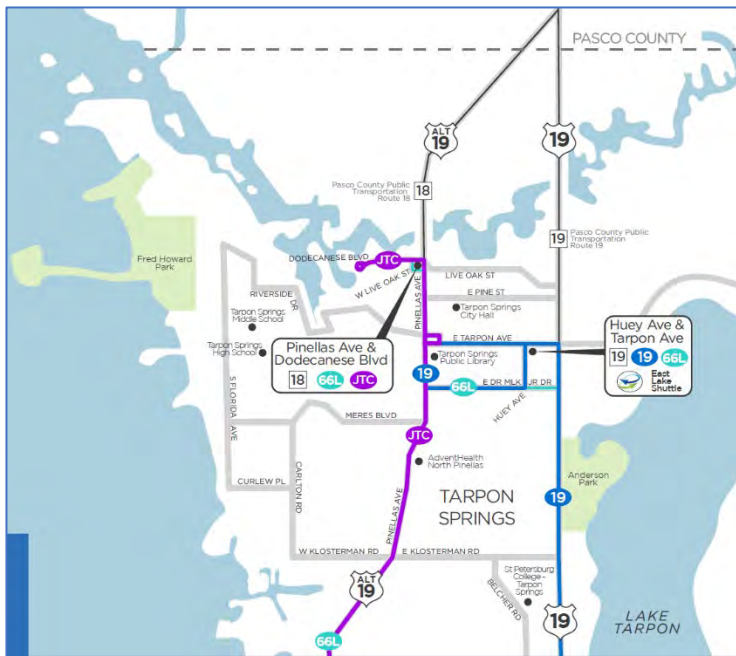 PASCO COUNTY
ALT
19
19
18
Pasco County Public
Transportation
Route 18
19
Pasco County Public
Transportation
Route 19
Fred Howard
Park
DODECANESE BLVD
JTC
W LIVE OAK ST
LIVE OAK ST
PINELLAS AVE
E PINE ST
RIVERSIDE
DR
Tarpon Springs
Middle School
Tarpon Springs
City Hall
E TARPON AVE
Tarpon Springs
High School
Pinellas Ave &
Dodecanese Blvd
18 66L JTC
Huey Ave &
Tarpon Ave
19 19 66L
East
Lake
Shuttle
Tarpon Springs
Public Library
19
66L
E DR MLK JR DR
HUEY AVE
S FLORIDA AVE
MERES BLVD
JTC
AdventHealth
North Pinellas
Anderson
Park
CURLEW PL
CARLTON RD
PINELLAS AVE
TARPON
SPRINGS
19
W KLOSTERMAN RD
E KLOSTERMAN RD
St Petersburg
College -
Tarpon
Springs
BELCHER RD
ALT
19
19
LAKE
TARPON
66L